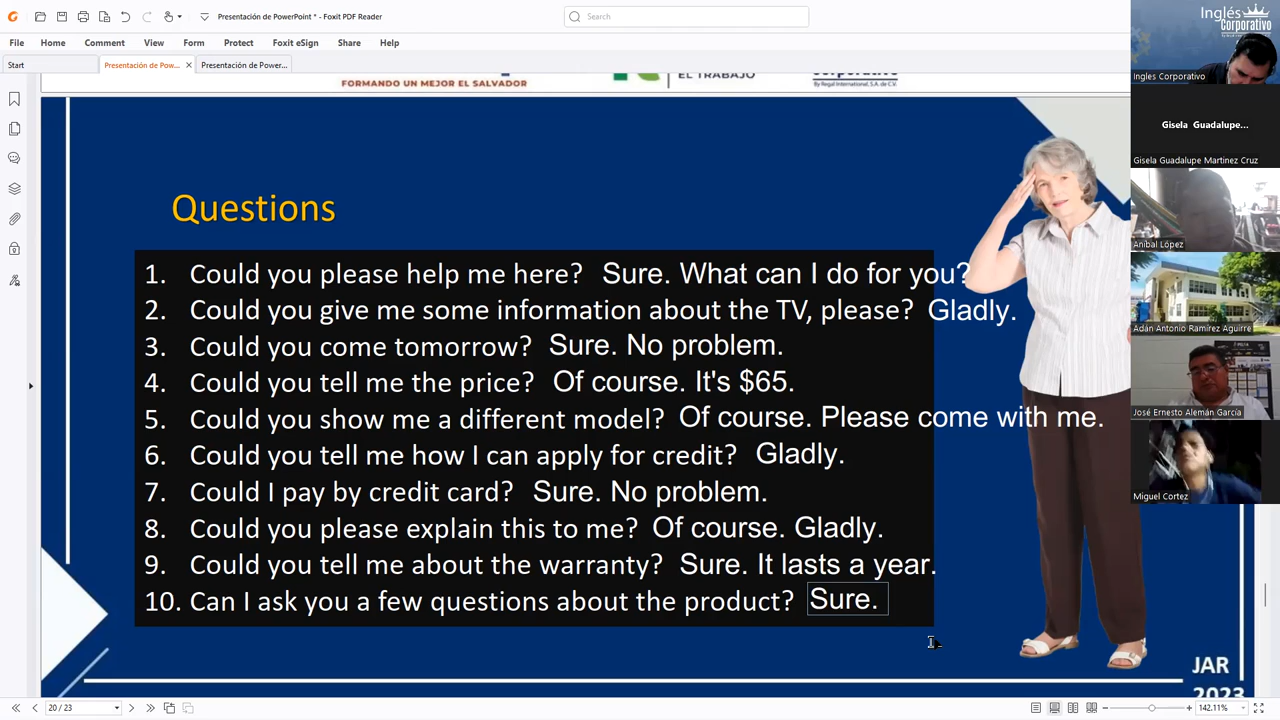 Presentación de PowerPoint * - Foxit PDF Reader
Search
File Home Comment View Form Protect Foxit eSign Share Help
Start
Presentación de Pow...
Presentación de Power...
FORMANDO UN MEJOR EL SALVADOR
EL TRABAJO
By Regal International, S.A. de C.V.
Questions
1. Could you please help me here? Sure. What can I do for you?
2. Could you give me some information about the TV, please? Gladly.
3. Could you come tomorrow? Sure. No problem.
4. Could you tell me the price? Of course. It's $65.
5. Could you show me a different model? Of course. Please come with me.
6. Could you tell me how I can apply for credit? Gladly.
7. Could I pay by credit card? Sure. No problem.
8. Could you please explain this to me? Of course. Gladly.
9. Could you tell me about the warranty? Sure. It lasts a year.
10. Can I ask you a few questions about the product? Sure.
JAR
2023
20 / 23
142.11%
Inglés
Corporativo
Ingles Corporativo
Gisela Guadalupe...
Gisela Guadalupe Martinez Cruz
Anibal López
Adán Antonio Ramírez Aguirre
José Ernesto Alemán García
Miguel Cortez